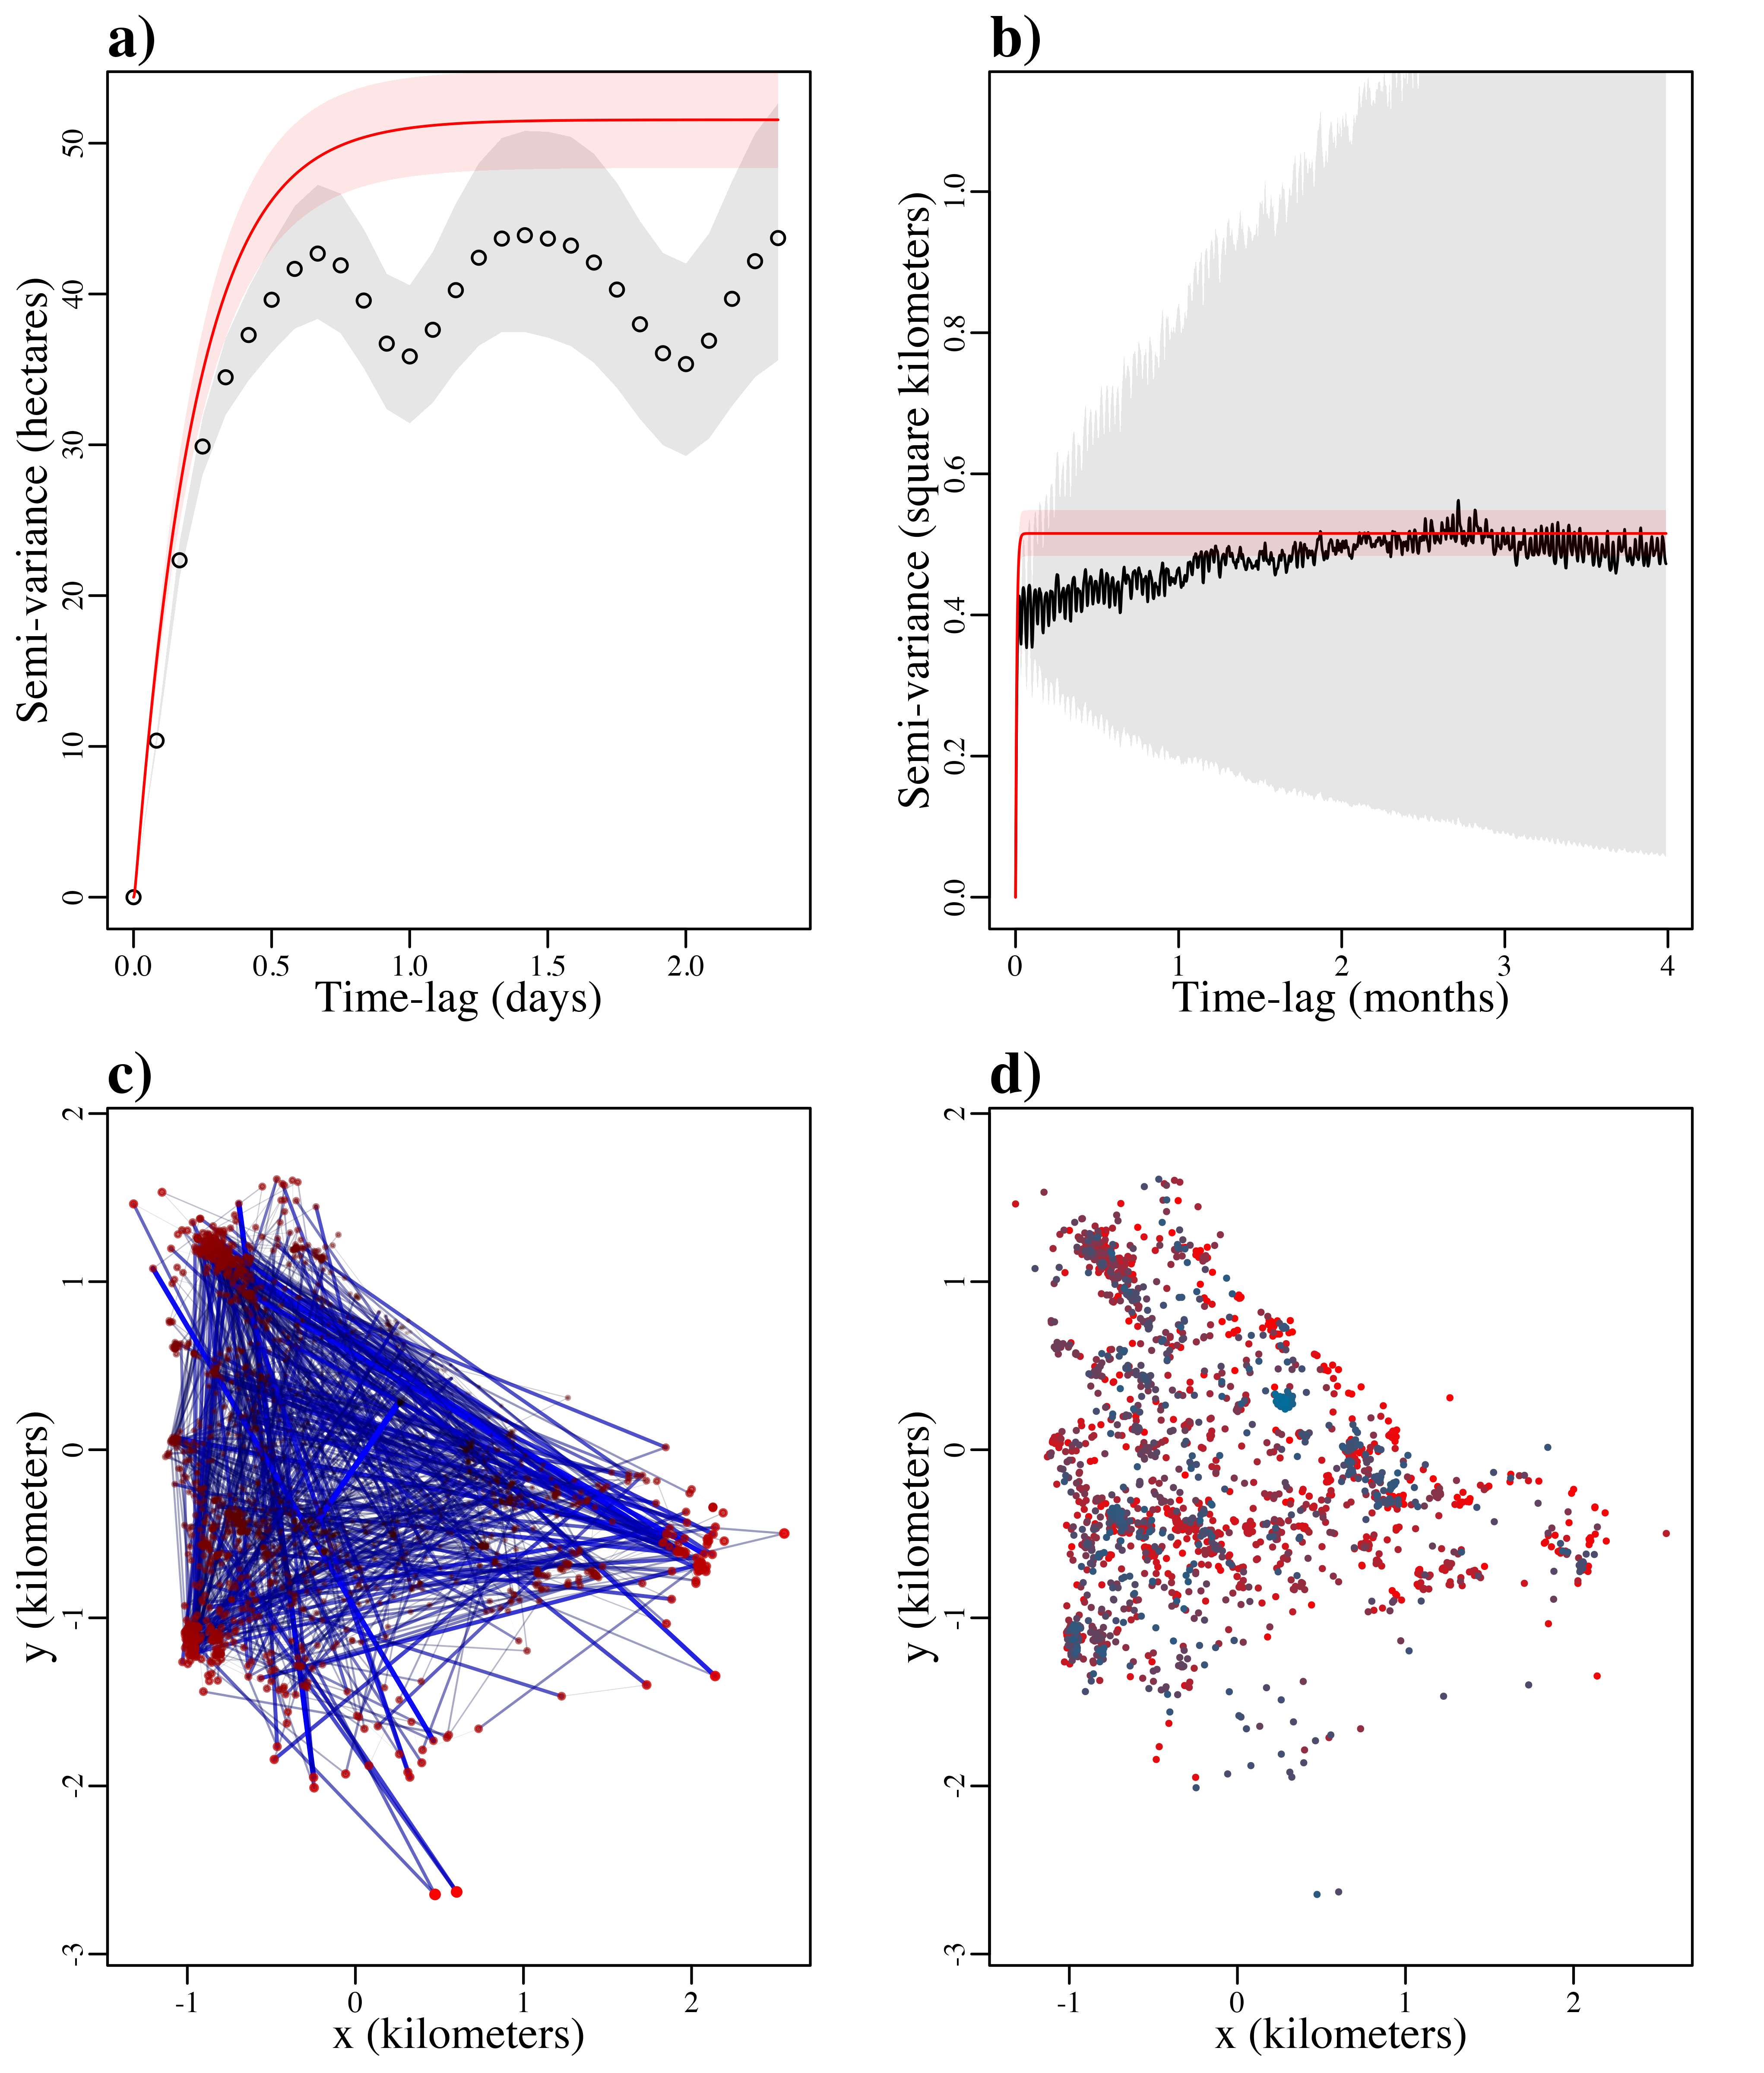 a)
50
40
30
20
10
0
Semi-variance (hectares)
0.0 0.5 1.0 1.5 2.0
Time-lag (days)
b)
1.0
0.8
0.6
0.4
0.2
0.0
Semi-variance (square kilometers)
0 1 2 3 4
Time-lag (months)
c)
2
1
0
-1
-2
-3
y (kilometers)
-1 0 1 2
x (kilometers)
d)
2
1
0
-1
-2
-3
y (kilometers)
-1 0 1 2
x (kilometers)